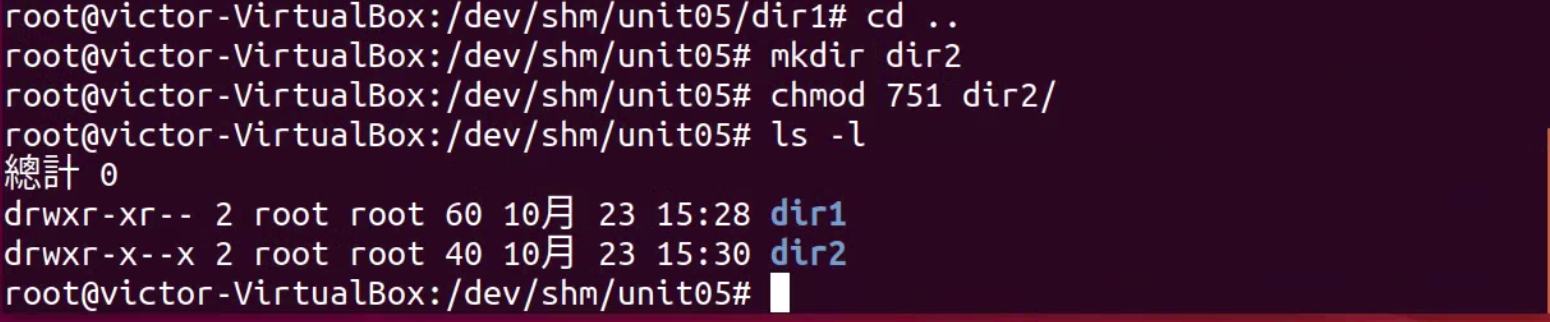 root@victor-VirtualBox:/dev/shm/unit05/dir1# cd ..
root@victor-VirtualBox:/dev/shm/unit05# mkdir dir2
root@victor-VirtualBox:/dev/shm/unit05# chmod 751 dir2/
root@victor-VirtualBox:/dev/shm/unit05# ls -l
總計 0
drwxr-xr-- 2 root root 60 10月 23 15:28 dir1
drwxr-x--x 2 root root 40 10月 23 15:30 dir2
root@victor-VirtualBox:/dev/shm/unit05#